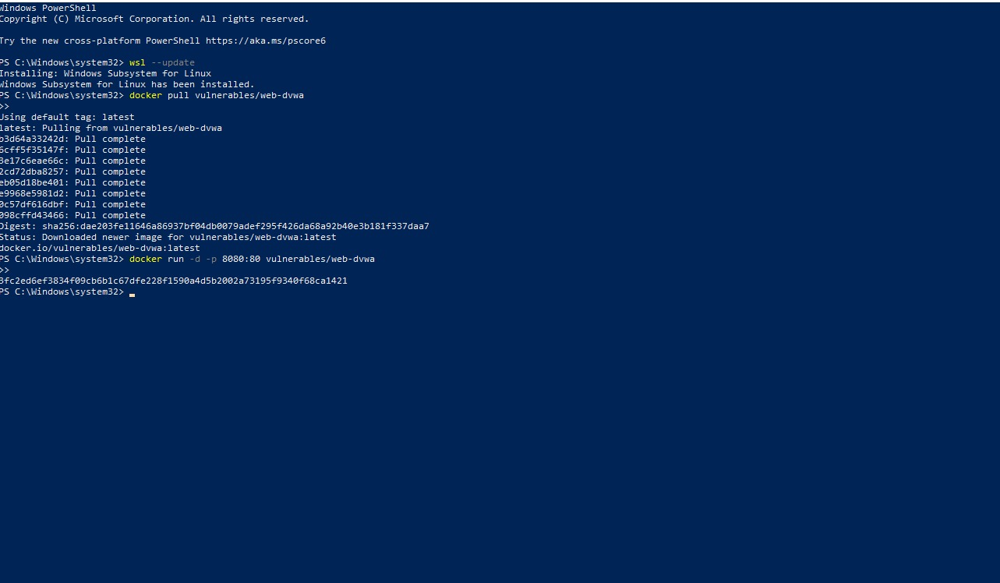 Windows PowerShell
Copyright (C) Microsoft Corporation. All rights reserved.
Try the new cross-platform PowerShell https://aka.ms/pscore6
PS C:\Windows\system32> wsl --update
Installing: Windows Subsystem for Linux
Windows Subsystem for Linux has been installed.
PS C:\Windows\system32> docker pull vulnerables/web-dvwa
>>
Using default tag: latest
latest: Pulling from vulnerables/web-dvwa
b3d64a33242d: Pull complete
6cff5f35147f: Pull complete
3e17c6eae66c: Pull complete
2cd72dba8257: Pull complete
eb05d18be401: Pull complete
e9968e5981d2: Pull complete
0c57df616dbf: Pull complete
098cffd43466: Pull complete
Digest: sha256:dae203fe11646a86937bf04db0079adef295f426da68a92b40e3b181f337daa7
Status: Downloaded newer image for vulnerables/web-dvwa:latest
docker.io/vulnerables/web-dvwa:latest
PS C:\Windows\system32> docker run -d -p 8080:80 vulnerables/web-dvwa
>>
3fc2ed6ef3834f09cb6b1c67dfe228f1590a4d5b2002a73195f9340f68ca1421
PS C:\Windows\system32>